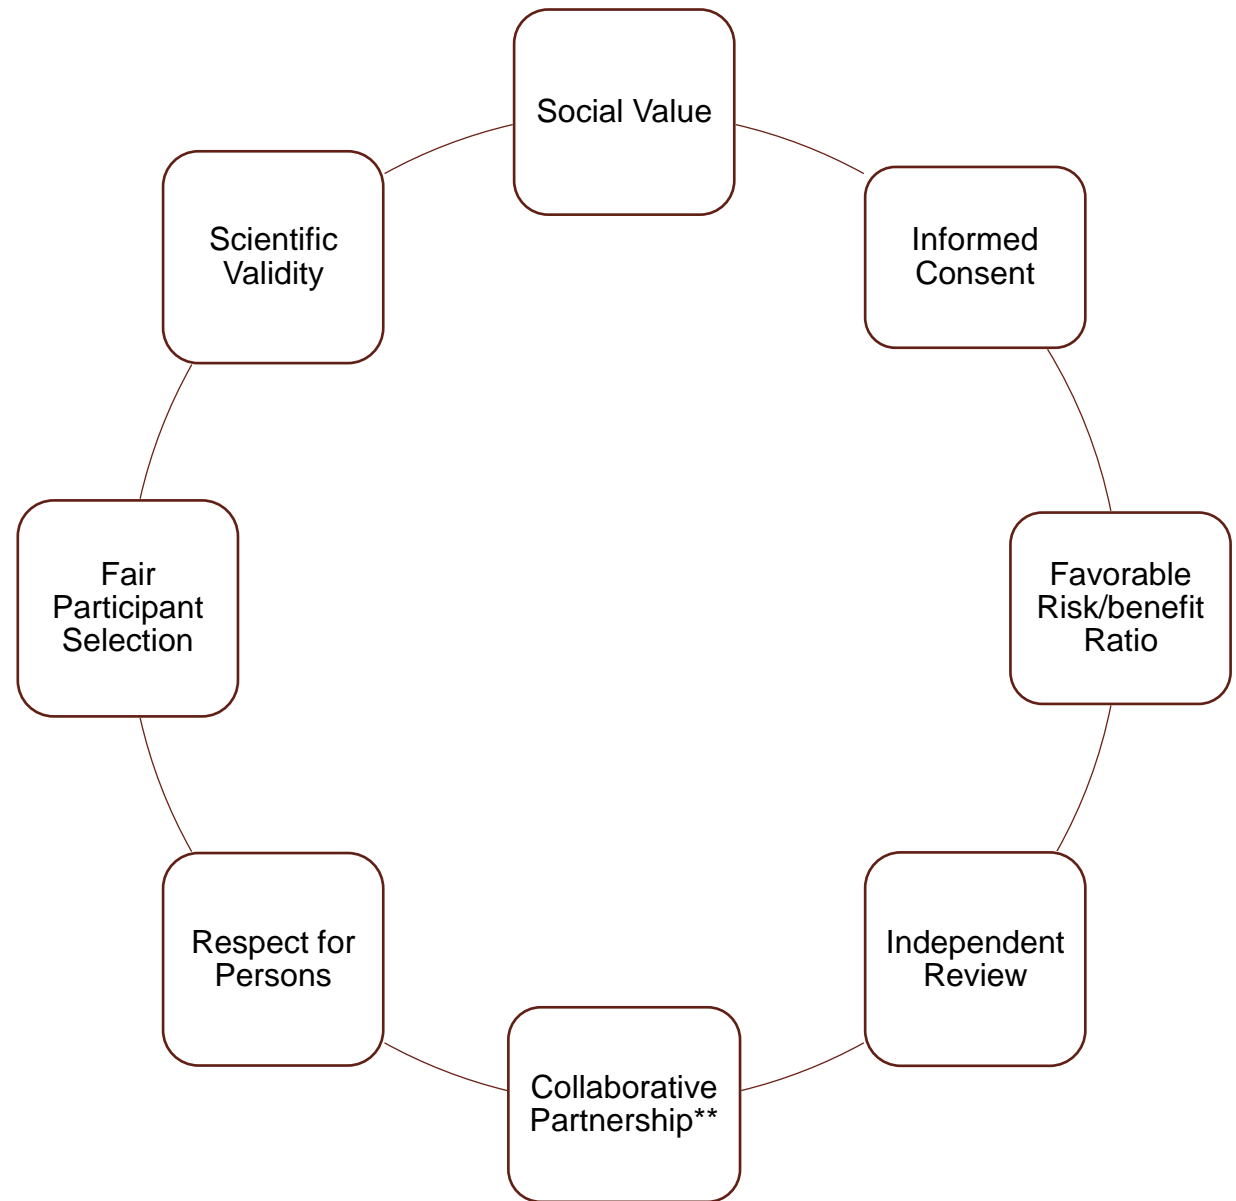 Social Value
Informed
Consent
Favorable
Risk/benefit
Ratio
Independent
Review
Collaborative
Partnership**
Respect for
Persons
Fair
Participant
Selection
Scientific
Validity